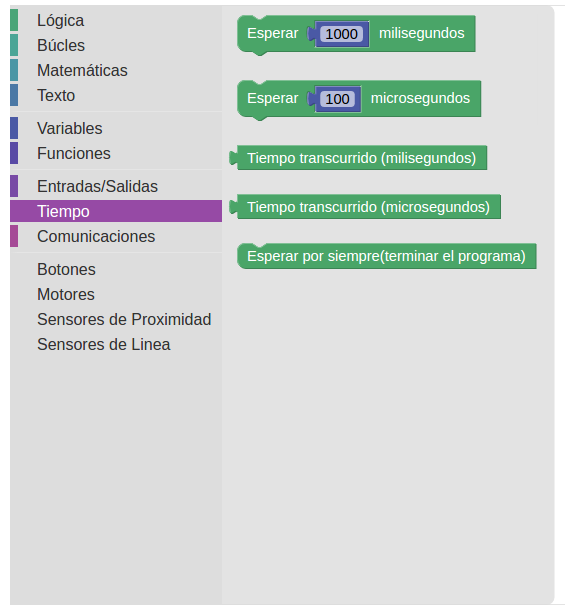 Lógica
Búcles
Matemáticas
Texto
Variables
Funciones
Entradas/Salidas
Tiempo
Comunicaciones
Botones
Motores
Sensores de Proximidad
Sensores de Linea
Esperar 1000 milisegundos
Esperar 100 microsegundos
Tiempo transcurrido (milisegundos)
Tiempo transcurrido (microsegundos)
Esperar por siempre(terminar el programa)